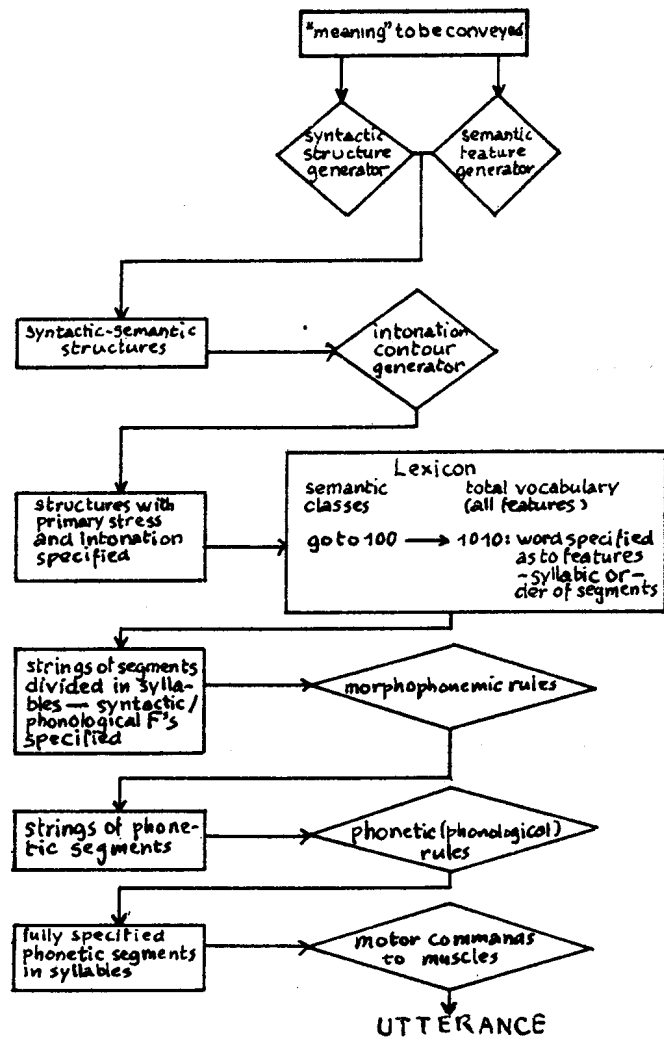 "meaning" to be conveyed
syntactic
structure
generator
semantic
feature
generator
syntactic-semantic
structures
intonation
contour
generator
structures with
primary stress
and intonation
specified
Lexicon
semantic
classes
total vocabulary
(all features)
go to 100
1010: word specified
as to features
-syllabic or-
der of segments
strings of segments
divided in sylla-
bles — syntactic/
phonological F's
specified
morphophonemic rules
strings of phone-
tic segments
phonetic (phonological)
rules
fully specified
phonetic segments
in syllables
motor commands
to muscles
UTTERANCE